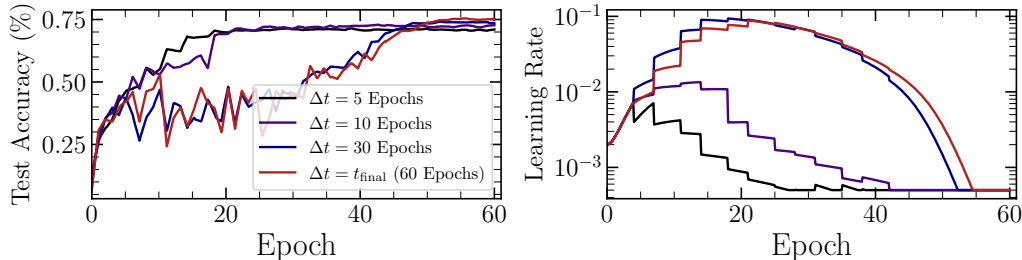 Test Accuracy (%)
0.75
0.50
0.25
0
20
40
60
Epoch
Δt = 5 Epochs
Δt = 10 Epochs
Δt = 30 Epochs
Δt = t_final (60 Epochs)
Learning Rate
10⁻¹
10⁻²
10⁻³
0
20
40
60
Epoch